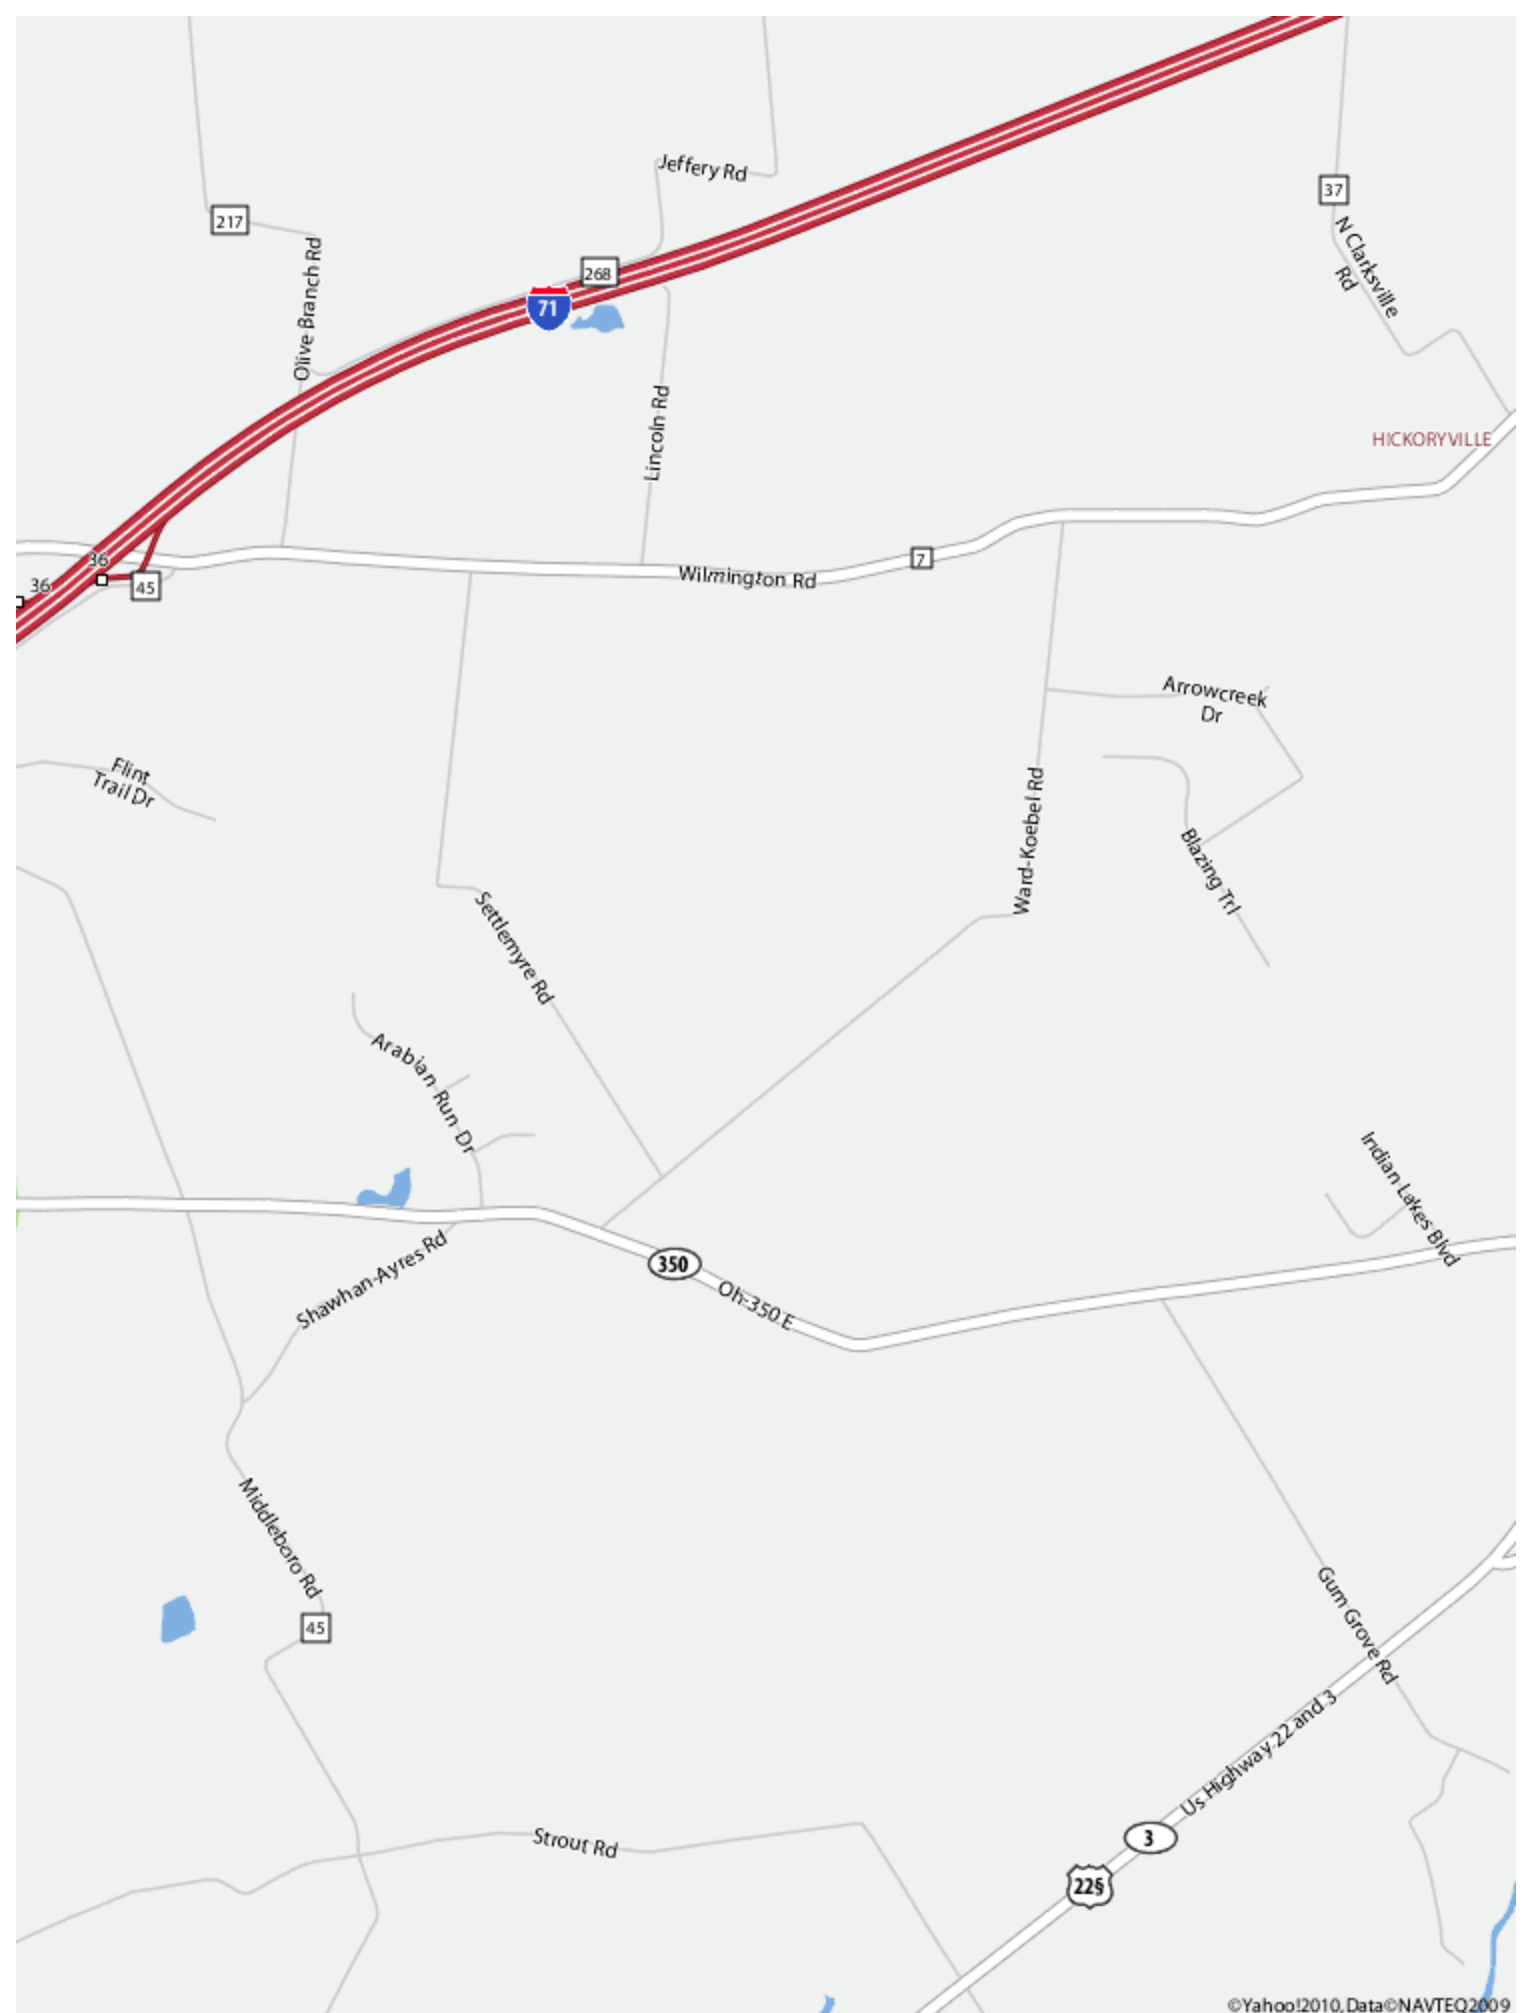 Jeffery Rd
37
217
N Clarksville
Rd
Olive Branch Rd
268
71
Lincoln Rd
HICKORYVILLE
36
36
45
7
Wilmington Rd
Arrowcreek
Dr
Flint
Trail Dr
Ward-Koebel Rd
Blazing Trl
Settlemyre Rd
Arabian Run Dr
Indian Lakes Blvd
Shawhan-Ayres Rd
350
Oh-350 E
Middleboro Rd
45
Gum Grove Rd
Us Highway 22 and 3
Strout Rd
3
22§
©Yahoo!2010, Data©NAVTEQ2009